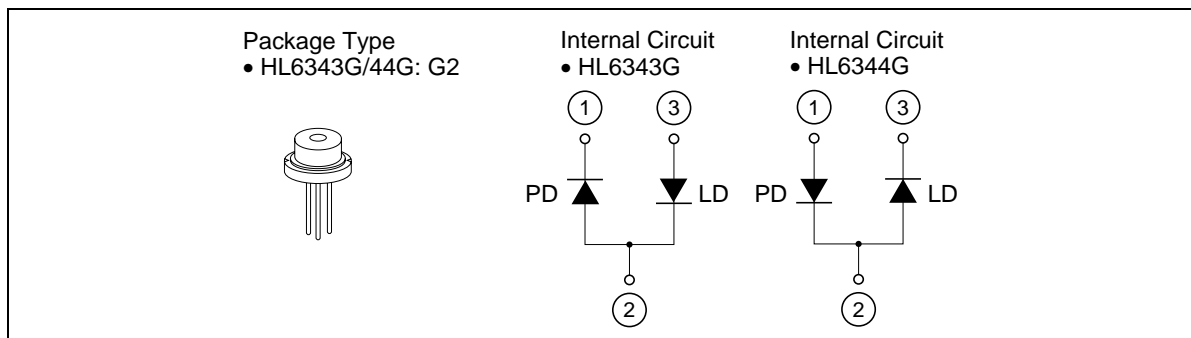 Package Type
• HL6343G/44G: G2
Internal Circuit
• HL6343G
1
3
PD
LD
2
Internal Circuit
• HL6344G
1
3
PD
LD
2